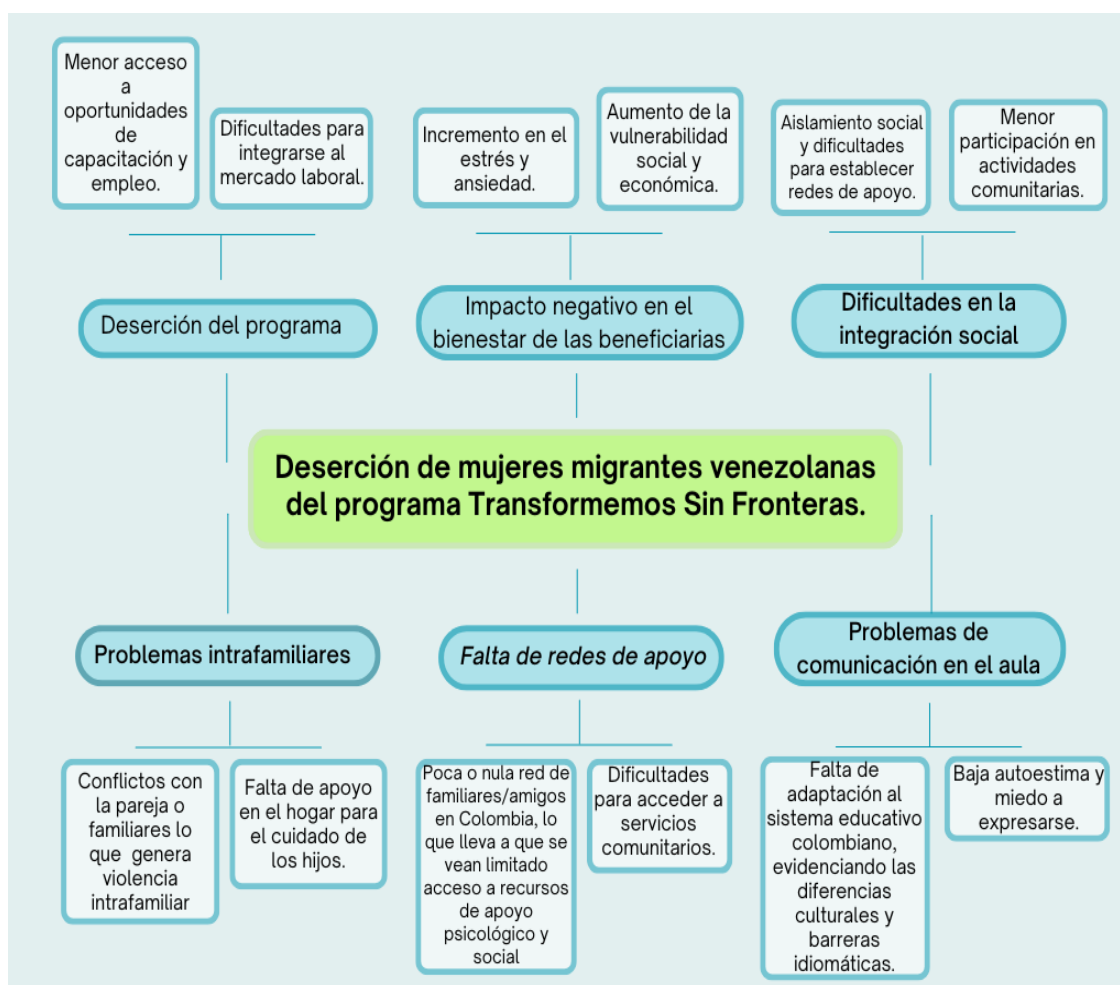 Menor acceso
a
oportunidades
de
capacitación y
empleo.
Dificultades para
integrarse al
mercado laboral.
Incremento en el
estrés y
ansiedad.
Aumento de la
vulnerabilidad
social y
económica.
Aislamiento social
y dificultades
para establecer
redes de apoyo.
Menor
participación en
actividades
comunitarias.
Deserción del programa
Impacto negativo en el
bienestar de las beneficiarias
Dificultades en la
integración social
Deserción de mujeres migrantes venezolanas
del programa Transformemos Sin Fronteras.
Problemas intrafamiliares
Falta de redes de apoyo
Problemas de
comunicación en el aula
Conflictos con
la pareja o
familiares lo
que genera
violencia
intrafamiliar
Falta de apoyo
en el hogar para
el cuidado de
los hijos.
Poca o nula red de
familiares/amigos
en Colombia, lo
que lleva a que se
vean limitado
acceso a recursos
de apoyo
psicológico y
social
Dificultades
para acceder a
servicios
comunitarios.
Falta de
adaptación al
sistema educativo
colombiano,
evidenciando las
diferencias
culturales y
barreras
idiomáticas.
Baja autoestima y
miedo a
expresarse.